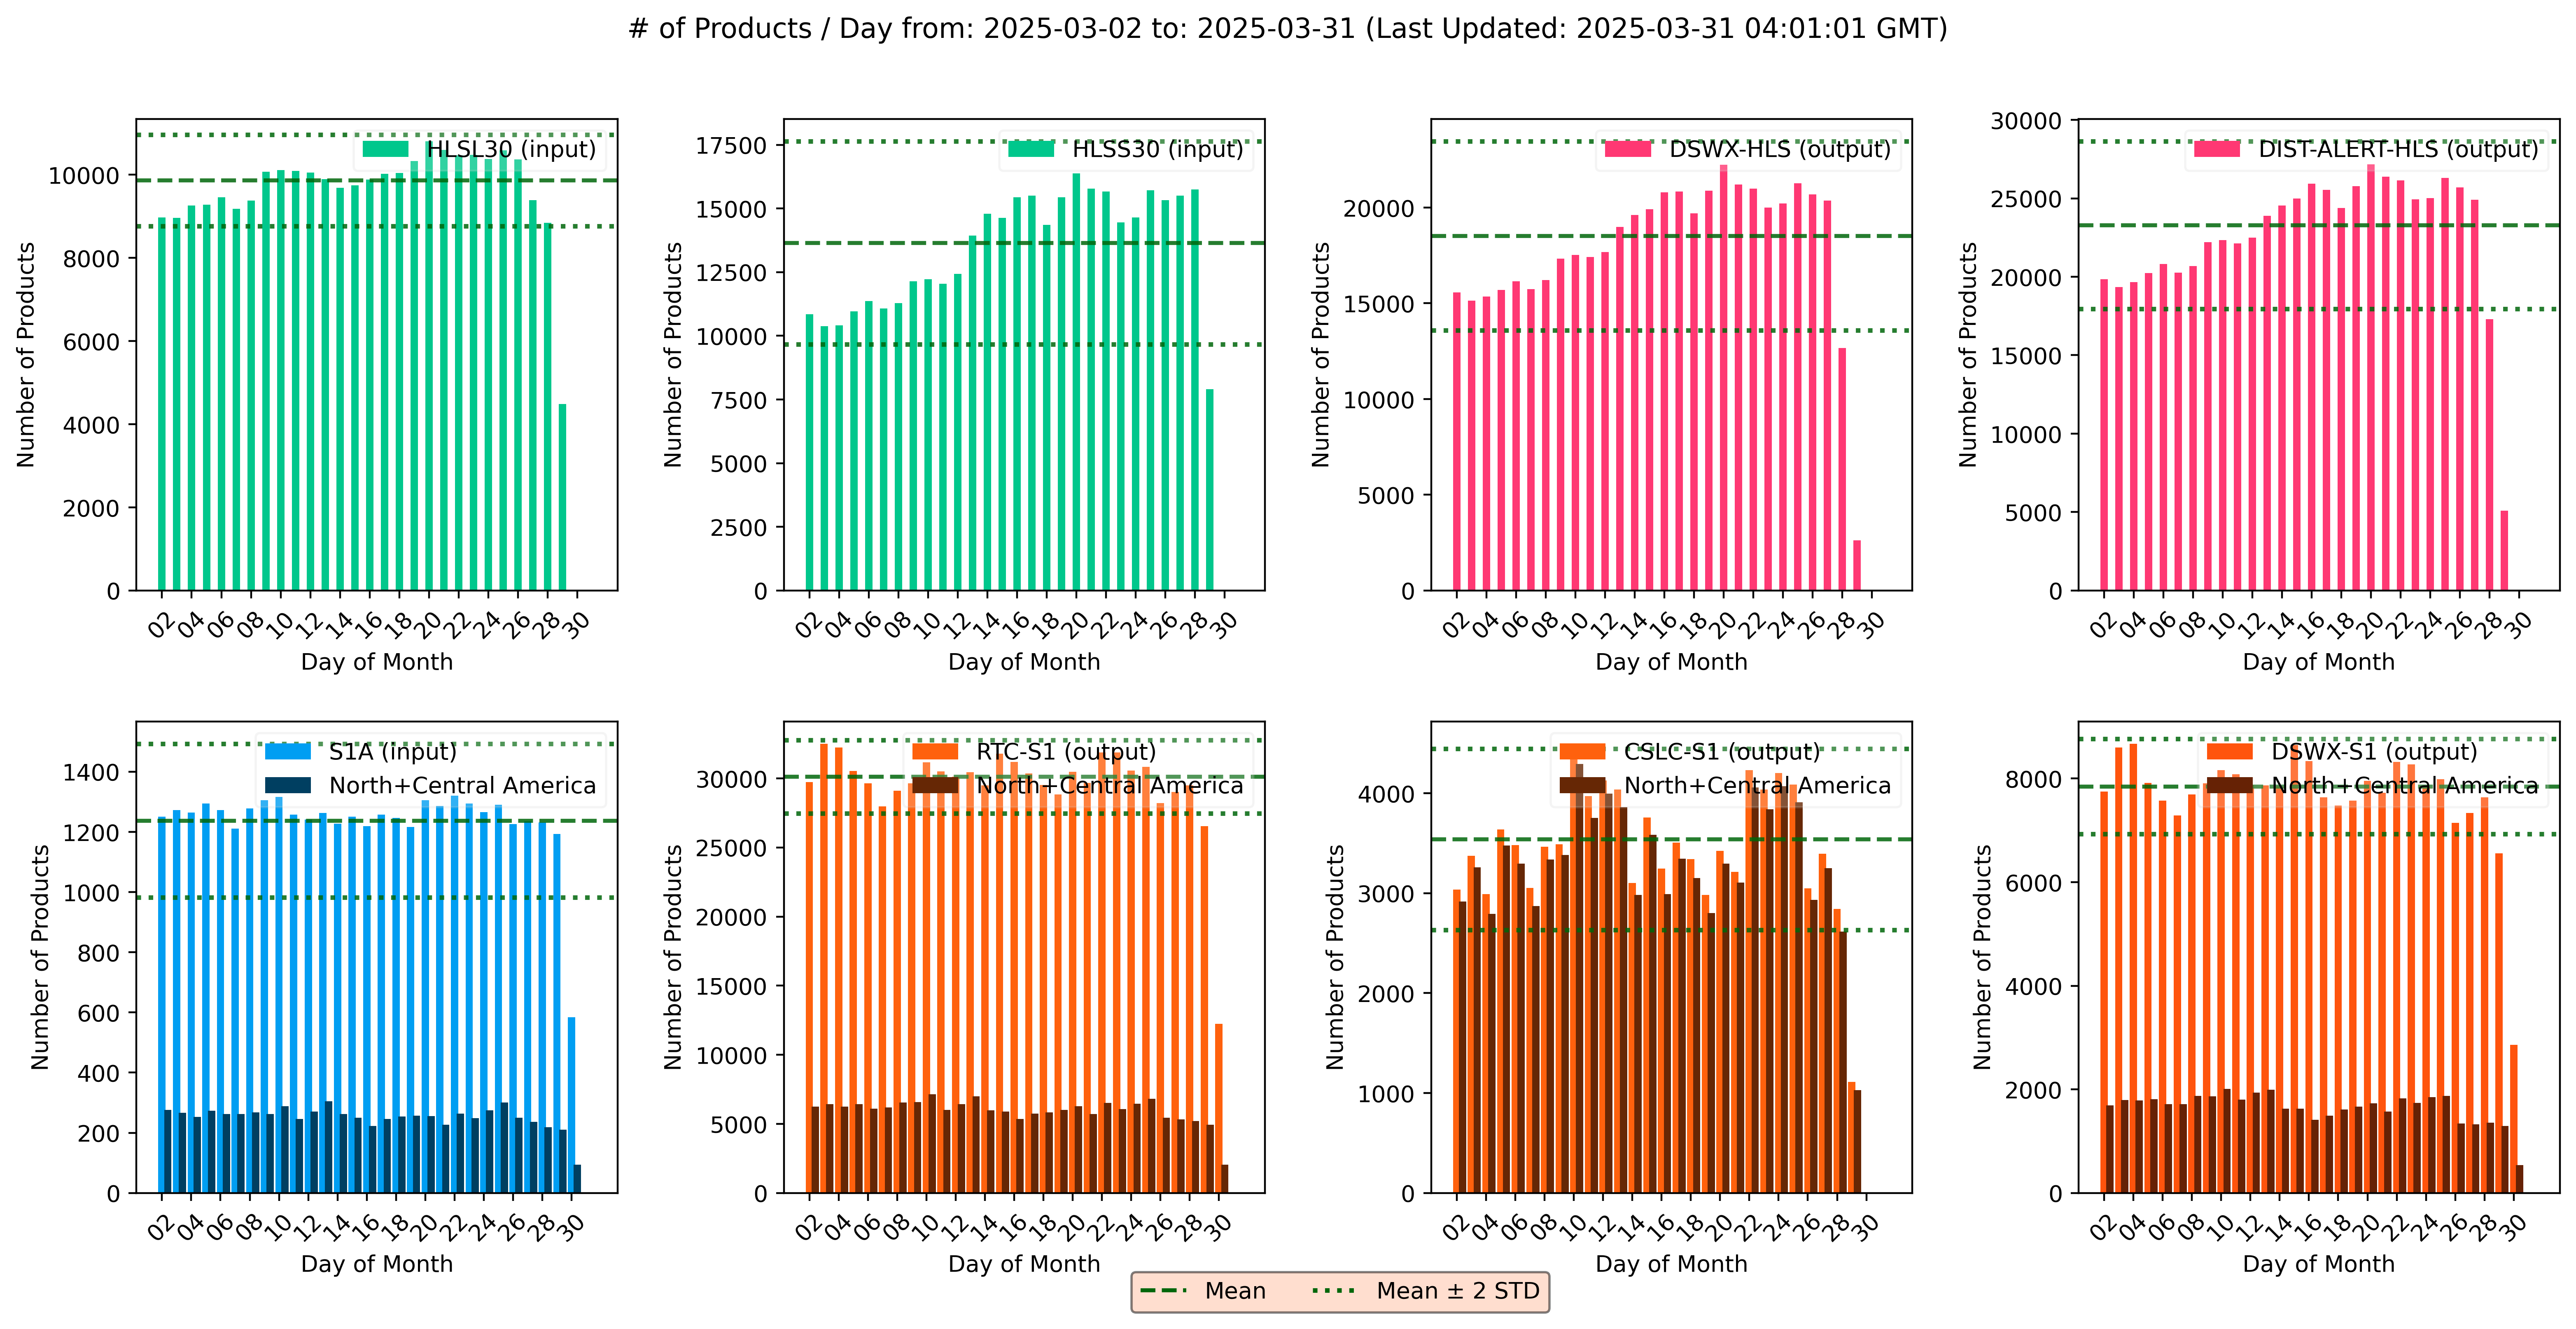 # of Products / Day from: 2025-03-02 to: 2025-03-31 (Last Updated: 2025-03-31 04:01:01 GMT)
Number of Products
10000
8000
6000
4000
2000
0
HLSL30 (input)
02 04 06 08 10 12 14 16 18 20 22 24 26 28 30
Day of Month
Number of Products
17500
15000
12500
10000
7500
5000
2500
0
HLSS30 (input)
02 04 06 08 10 12 14 16 18 20 22 24 26 28 30
Day of Month
Number of Products
20000
15000
10000
5000
0
DSWX-HLS (output)
02 04 06 08 10 12 14 16 18 20 22 24 26 28 30
Day of Month
Number of Products
30000
25000
20000
15000
10000
5000
0
DIST-ALERT-HLS (output)
02 04 06 08 10 12 14 16 18 20 22 24 26 28 30
Day of Month
Number of Products
1400
1200
1000
800
600
400
200
0
S1A (input)
North+Central America
02 04 06 08 10 12 14 16 18 20 22 24 26 28 30
Day of Month
Number of Products
30000
25000
20000
15000
10000
5000
0
RTC-S1 (output)
North+Central America
02 04 06 08 10 12 14 16 18 20 22 24 26 28 30
Day of Month
Number of Products
4000
3000
2000
1000
0
CSLC-S1 (output)
North+Central America
02 04 06 08 10 12 14 16 18 20 22 24 26 28 30
Day of Month
Number of Products
8000
6000
4000
2000
0
DSWX-S1 (output)
North+Central America
02 04 06 08 10 12 14 16 18 20 22 24 26 28 30
Day of Month
Mean
Mean ± 2 STD